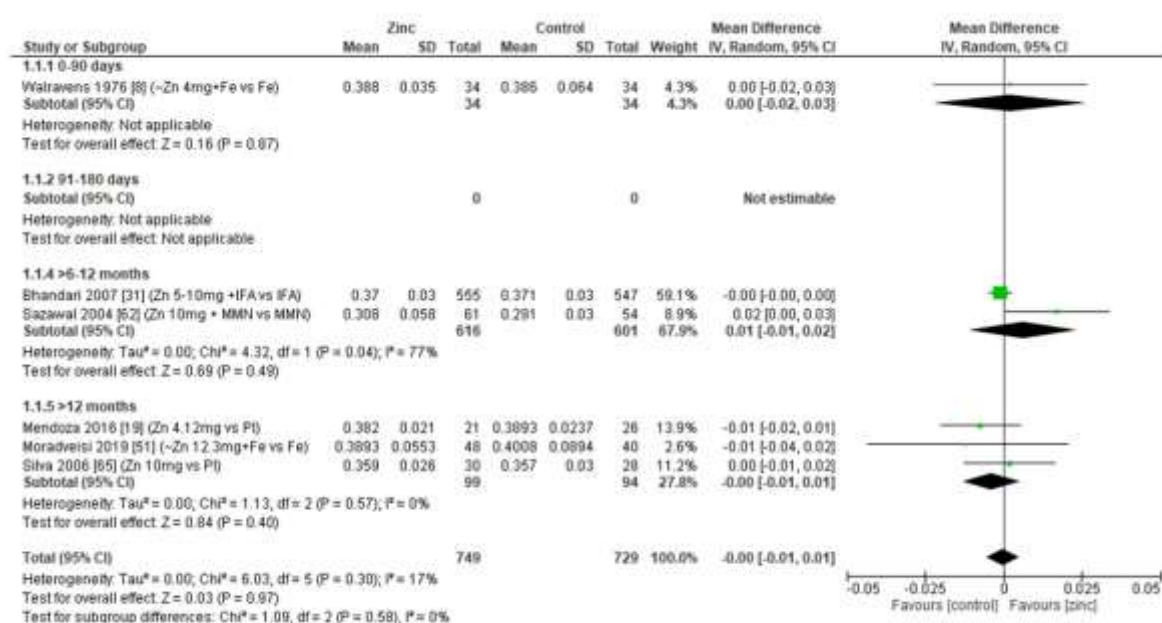 Zinc Control Mean Difference Mean Difference
Study or Subgroup Mean SD Total Mean SD Total Weight IV, Random, 95% CI IV, Random, 95% CI
1.1.1 0-90 days
Walravens 1976 [8] (~Zn 4mg+Fe vs Fe) 0.388 0.035 34 0.386 0.064 34 4.3% 0.00 [-0.02, 0.03]
Subtotal (95% CI) 34 34 4.3% 0.00 [-0.02, 0.03]
Heterogeneity: Not applicable
Test for overall effect: Z = 0.16 (P = 0.87)
1.1.2 91-180 days
Subtotal (95% CI) 0 0 Not estimable
Heterogeneity: Not applicable
Test for overall effect: Not applicable
1.1.4 >6-12 months
Bhandari 2007 [31] (Zn 5-10mg +IFA vs IFA) 0.37 0.03 555 0.371 0.03 547 59.1% -0.00 [-0.00, 0.00]
Sazawal 2004 [62] (Zn 10mg + MMN vs MMN) 0.308 0.058 61 0.291 0.03 54 8.9% 0.02 [0.00, 0.03]
Subtotal (95% CI) 616 601 67.9% 0.01 [-0.01, 0.02]
Heterogeneity: Tau² = 0.00; Chi² = 4.32, df = 1 (P = 0.04); I² = 77%
Test for overall effect: Z = 0.69 (P = 0.49)
1.1.5 >12 months
Mendoza 2016 [19] (Zn 4.12mg vs Pl) 0.382 0.021 21 0.3893 0.0237 26 13.9% -0.01 [-0.02, 0.01]
Moradveisi 2019 [51] (~Zn 12.3mg+Fe vs Fe) 0.3893 0.0553 48 0.4008 0.0894 40 2.6% -0.01 [-0.04, 0.02]
Silva 2006 [65] (Zn 10mg vs Pl) 0.359 0.026 30 0.357 0.03 28 11.2% 0.00 [-0.01, 0.02]
Subtotal (95% CI) 99 94 27.8% -0.00 [-0.01, 0.01]
Heterogeneity: Tau² = 0.00; Chi² = 1.13, df = 2 (P = 0.57); I² = 0%
Test for overall effect: Z = 0.84 (P = 0.40)
Total (95% CI) 749 729 100.0% -0.00 [-0.01, 0.01]
Heterogeneity: Tau² = 0.00; Chi² = 6.03, df = 5 (P = 0.30); I² = 17%
Test for overall effect: Z = 0.03 (P = 0.97)
Test for subgroup differences: Chi² = 1.09, df = 2 (P = 0.58), I² = 0%
-0.05 -0.025 0 0.025 0.05
Favours [control] Favours [zinc]